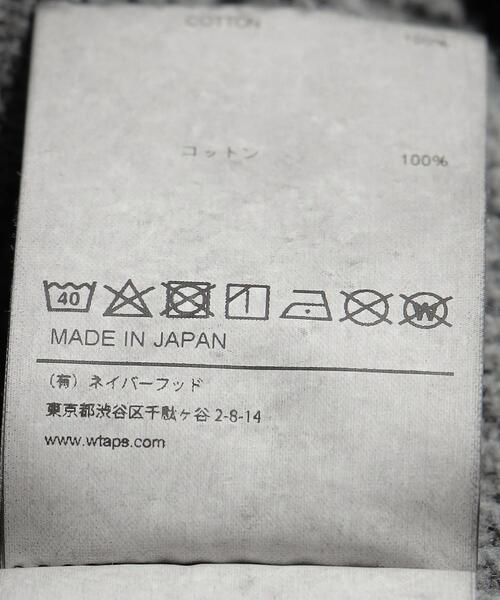 COTTON 100%
コットン 100%
40 W
MADE IN JAPAN
(有) ネイバーフッド
東京都渋谷区千駄ヶ谷 2-8-14
www.wtaps.com